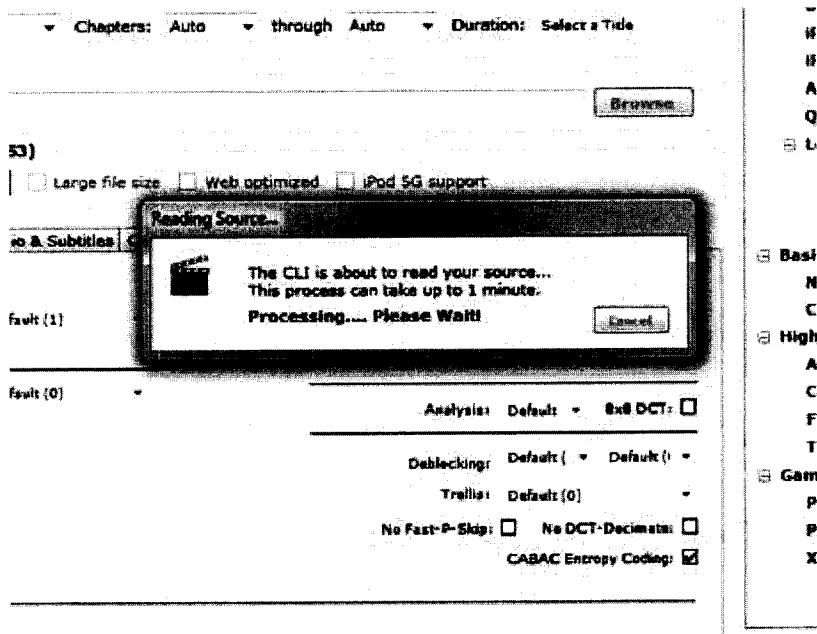 Chapters: Auto through Auto Duration: Select a Title
Browse
53)
Large file size Web optimized iPod 5G support
Reading Source...
io & Subtitles
The CLI is about to read your source...
This process can take up to 1 minute.
Processing.... Please Wait!
Cancel
fault (1)
fault (0)
Analysis: Default 8x8 DCT:
Deblocking: Default ( Default (
Trellis: Default (0)
No Fast-P-Skip: No DCT-Decimate:
CABAC Entropy Coding:
iP
iP
A
Q
L
Basi
N
C
High
A
C
F
T
Gam
P
P
X